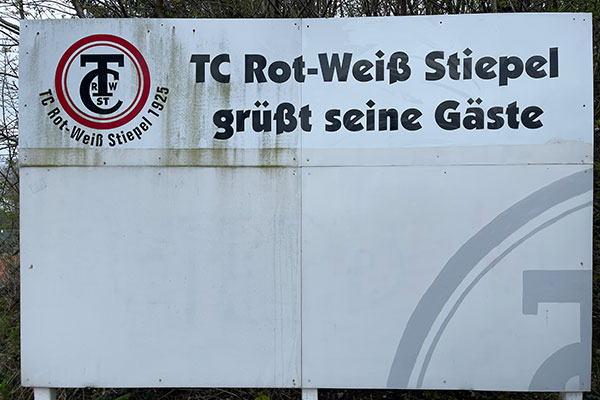 TC Rot-Weiß Stiepel
grüßt seine Gäste
TC
RW
ST
TC Rot-Weiß Stiepel 1925